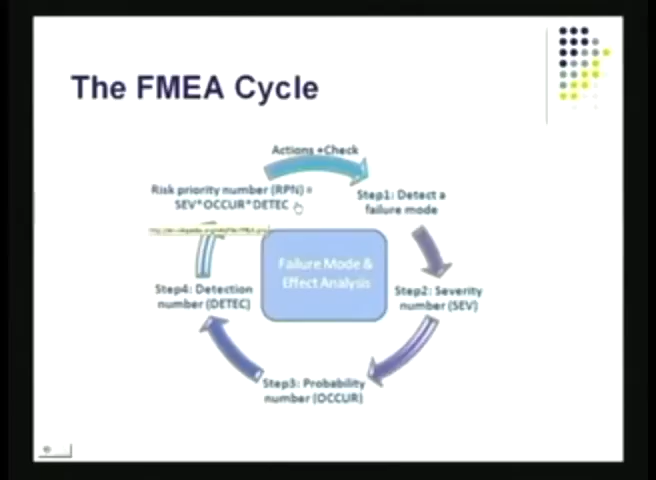 The FMEA Cycle
Actions +Check
Risk priority number (RPN) =
SEV*OCCUR*DETEC
Step1: Detect a
failure mode
Failure Mode &
Effect Analysis
Step4: Detection
number (DETEC)
Step2: Severity
number (SEV)
Step3: Probability
number (OCCUR)